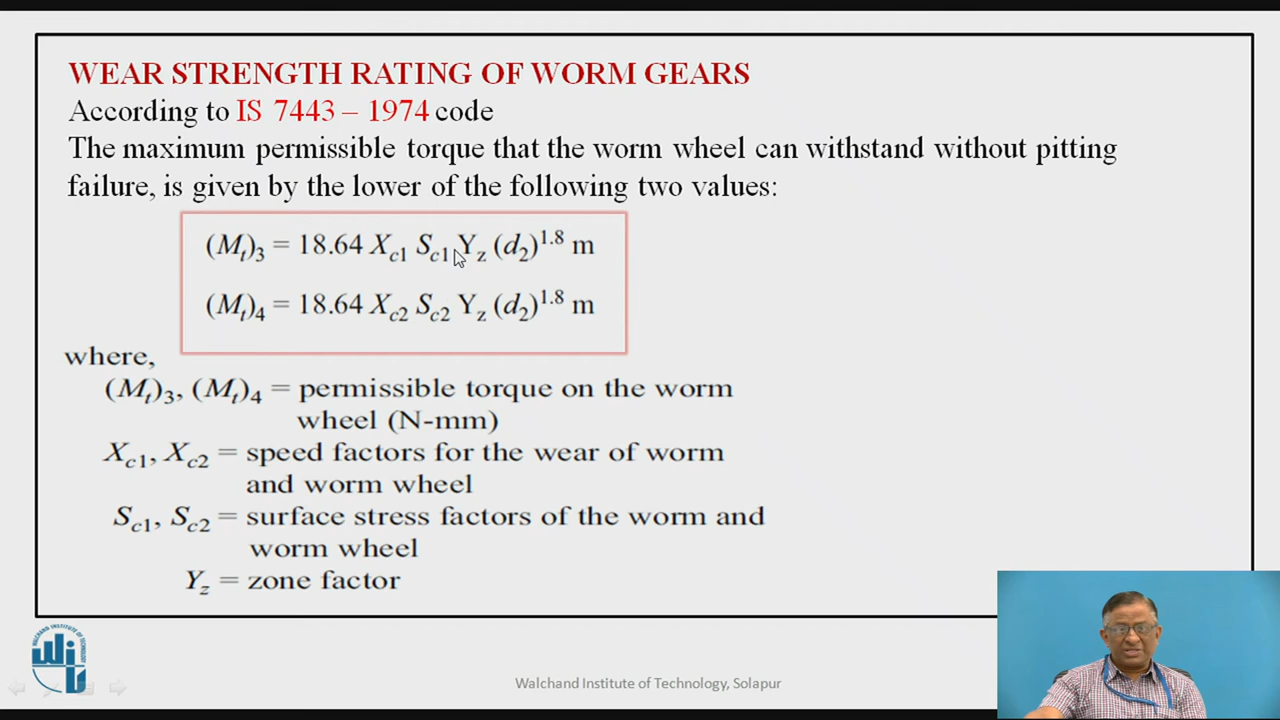 WEAR STRENGTH RATING OF WORM GEARS
According to IS 7443 – 1974 code
The maximum permissible torque that the worm wheel can withstand without pitting
failure, is given by the lower of the following two values:
(Mt)3 = 18.64 Xc1 Sc1 Yz (d2)^1.8 m
(Mt)4 = 18.64 Xc2 Sc2 Yz (d2)^1.8 m
where,
(Mt)3, (Mt)4 = permissible torque on the worm
wheel (N-mm)
Xc1, Xc2 = speed factors for the wear of worm
and worm wheel
Sc1, Sc2 = surface stress factors of the worm and
worm wheel
Yz = zone factor
Walchand Institute of Technology, Solapur